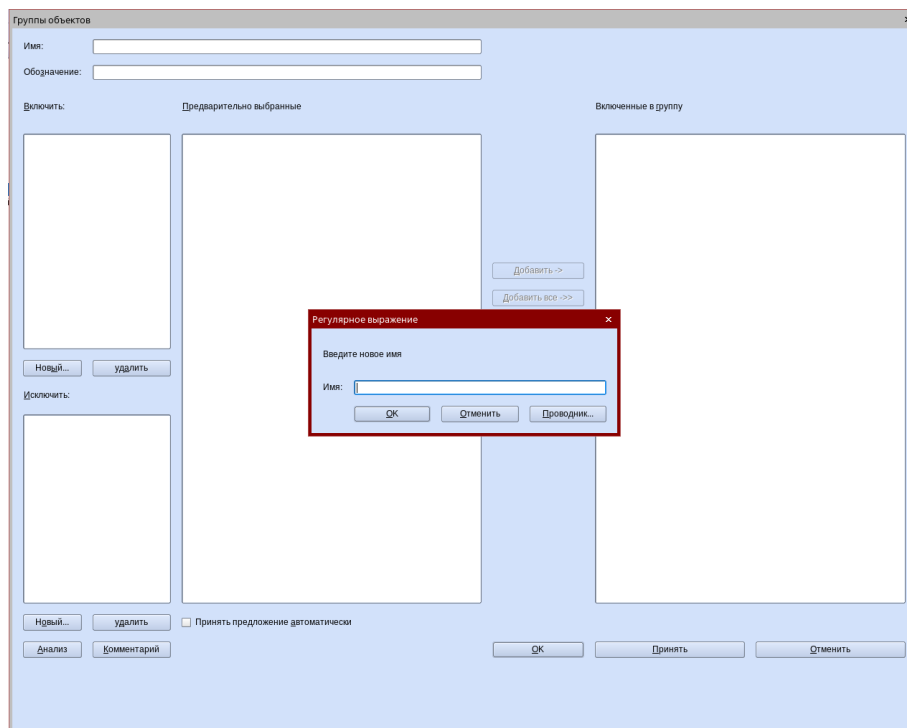 Группы объектов
Имя:
Обозначение:
Включить:
Предварительно выбранные
Включенные в группу
Добавить ->
Добавить все ->>
Регулярное выражение
Введите новое имя
Имя:
OK
Отменить
Проводник...
Новый...
удалить
Исключить:
Новый...
удалить
Принять предложение автоматически
Анализ
Комментарий
OK
Принять
Отменить